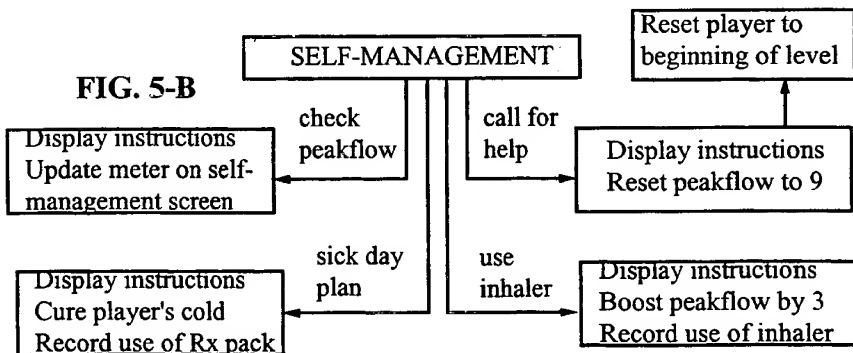 Reset player to
beginning of level
SELF-MANAGEMENT
FIG. 5-B
check
peakflow
call for
help
Display instructions
Update meter on self-
management screen
Display instructions
Reset peakflow to 9
sick day
plan
use
inhaler
Display instructions
Cure player's cold
Record use of Rx pack
Display instructions
Boost peakflow by 3
Record use of inhaler